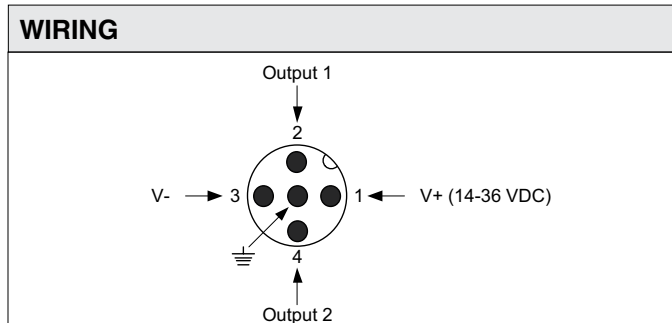 WIRING
Output 1
2
V- 3 1 V+ (14-36 VDC)
4
Output 2